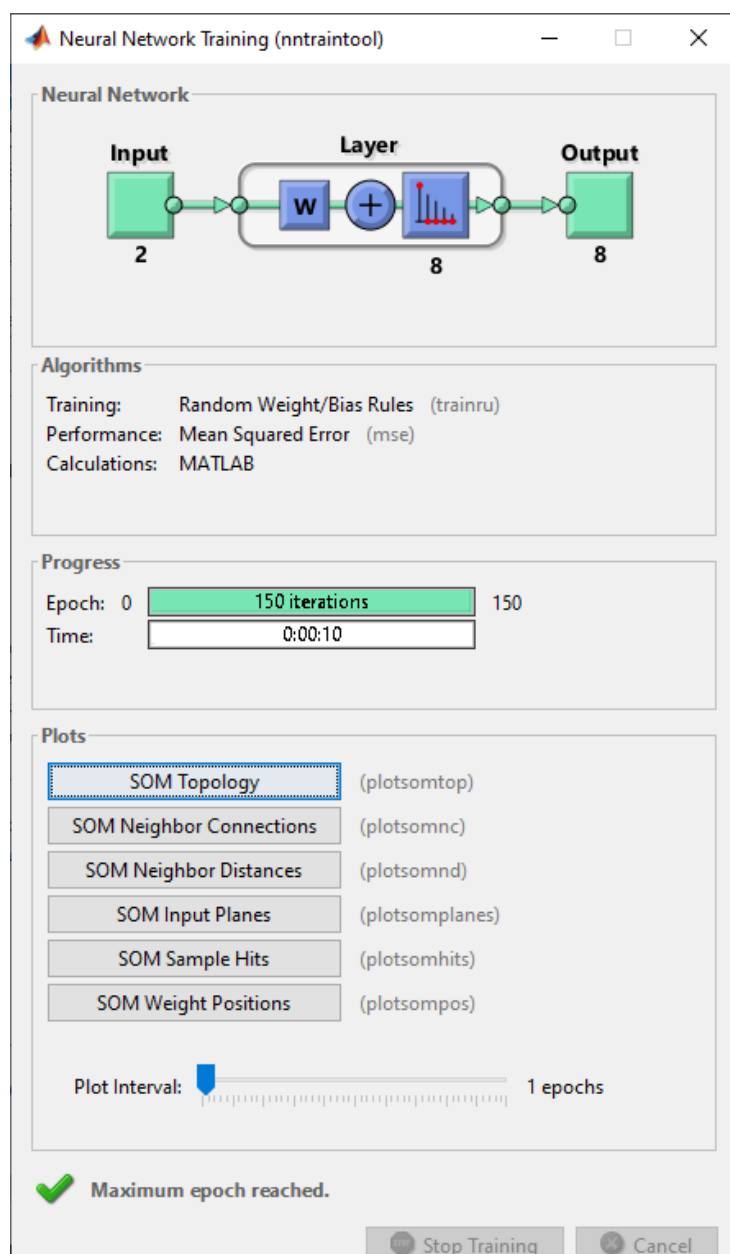 Neural Network Training (nntraintool)
Neural Network
Input
Layer
Output
W
+
2
8
8
Algorithms
Training: Random Weight/Bias Rules (trainru)
Performance: Mean Squared Error (mse)
Calculations: MATLAB
Progress
Epoch: 0 150 iterations 150
Time: 0:00:10
Plots
SOM Topology (plotsomtop)
SOM Neighbor Connections (plotsomnc)
SOM Neighbor Distances (plotsomnd)
SOM Input Planes (plotsomplanes)
SOM Sample Hits (plotsomhits)
SOM Weight Positions (plotsompos)
Plot Interval: 1 epochs
Maximum epoch reached.
STOP Stop Training Cancel